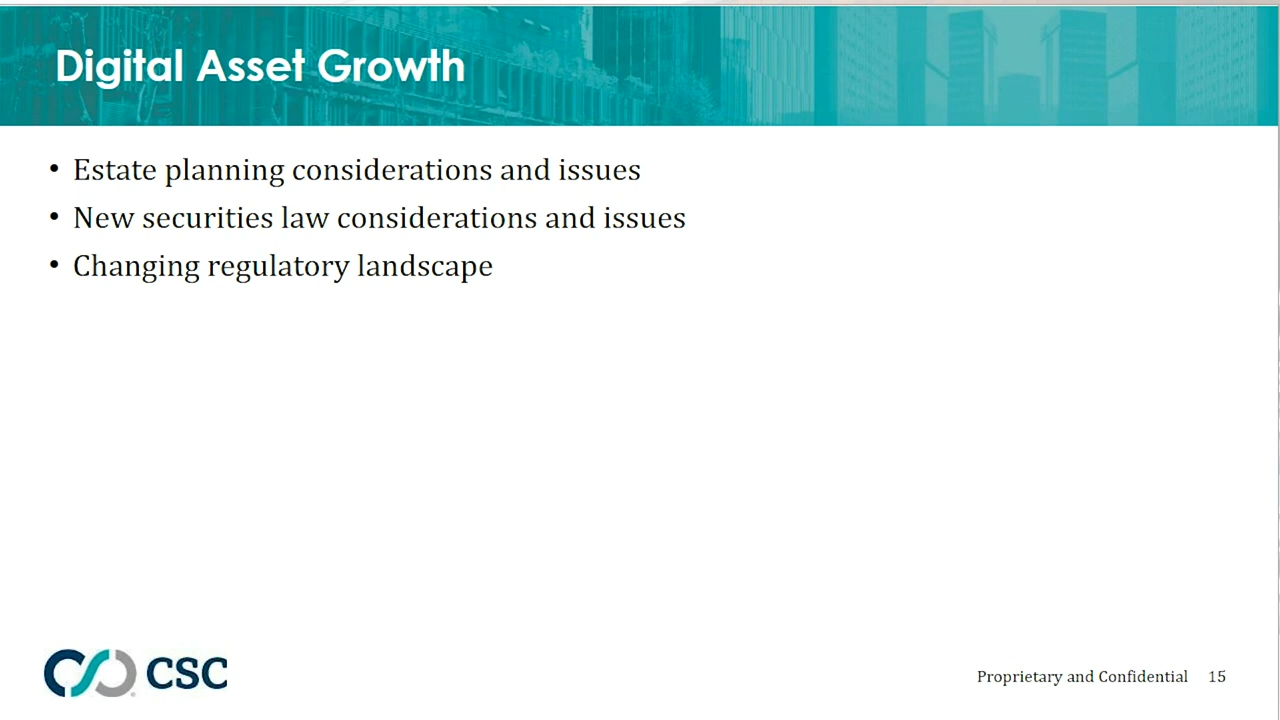 Digital Asset Growth
• Estate planning considerations and issues
• New securities law considerations and issues
• Changing regulatory landscape
CSC
Proprietary and Confidential 15